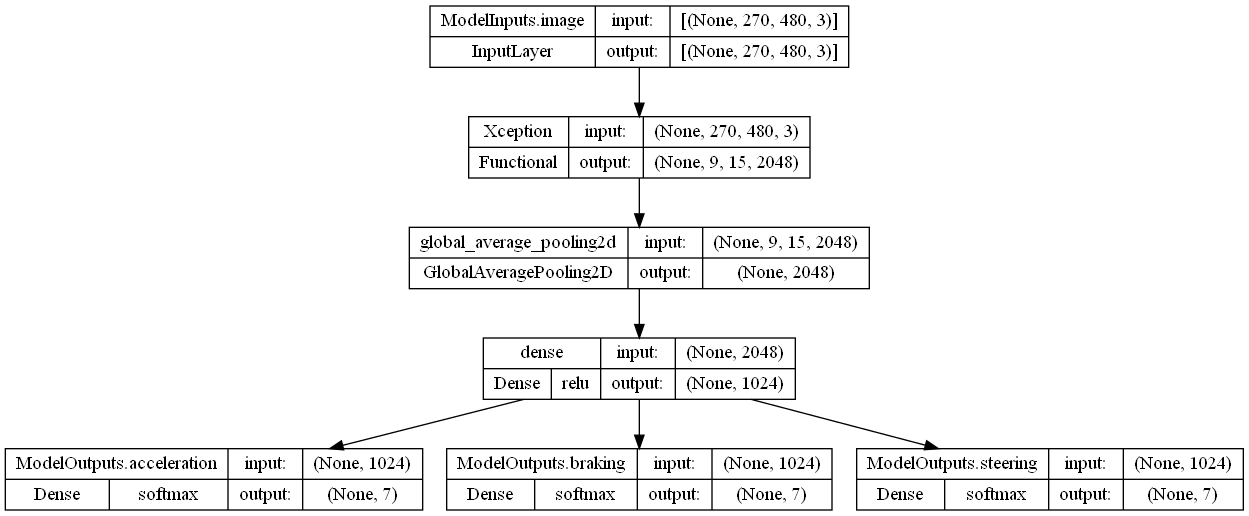 ModelInputs.image input: [(None, 270, 480, 3)]
InputLayer output: [(None, 270, 480, 3)]
Xception input: (None, 270, 480, 3)
Functional output: (None, 9, 15, 2048)
global_average_pooling2d input: (None, 9, 15, 2048)
GlobalAveragePooling2D output: (None, 2048)
dense input: (None, 2048)
Dense relu output: (None, 1024)
ModelOutputs.acceleration input: (None, 1024)
Dense softmax output: (None, 7)
ModelOutputs.braking input: (None, 1024)
Dense softmax output: (None, 7)
ModelOutputs.steering input: (None, 1024)
Dense softmax output: (None, 7)